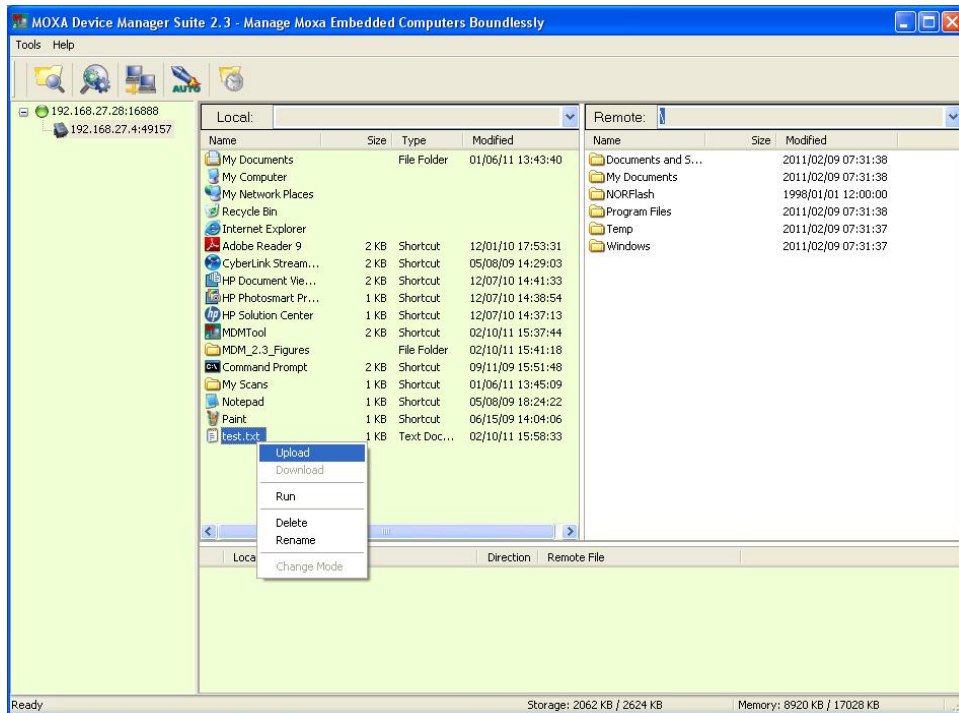 MOXA Device Manager Suite 2.3 - Manage Moxa Embedded Computers Boundlessly
Tools Help
AUTO
192.168.27.28:16888
192.168.27.4:49157
Local:
Name Size Type Modified
My Documents File Folder 01/06/11 13:43:40
My Computer
My Network Places
Recycle Bin
Internet Explorer
Adobe Reader 9 2 KB Shortcut 12/01/10 17:53:31
CyberLink Stream... 2 KB Shortcut 05/08/09 14:29:03
HP Document Vie... 2 KB Shortcut 12/07/10 14:41:33
HP Photosmart Pr... 1 KB Shortcut 12/07/10 14:38:54
HP Solution Center 1 KB Shortcut 12/07/10 14:37:13
MDMTool 2 KB Shortcut 02/10/11 15:37:44
MDM_2.3_Figures File Folder 02/10/11 15:41:18
Command Prompt 2 KB Shortcut 09/11/09 15:51:48
My Scans 1 KB Shortcut 01/06/11 13:45:09
Notepad 1 KB Shortcut 05/08/09 18:24:22
Paint 1 KB Shortcut 06/15/09 14:04:06
test.txt 1 KB Text Doc... 02/10/11 15:58:33
Upload
Download
Run
Delete
Rename
Change Mode
Remote: \
Name Size Modified
Documents and S... 2011/02/09 07:31:38
My Documents 2011/02/09 07:31:38
NORFlash 1998/01/01 12:00:00
Program Files 2011/02/09 07:31:38
Temp 2011/02/09 07:31:37
Windows 2011/02/09 07:31:37
Loca Direction Remote File
Ready Storage: 2062 KB / 2624 KB Memory: 8920 KB / 17028 KB